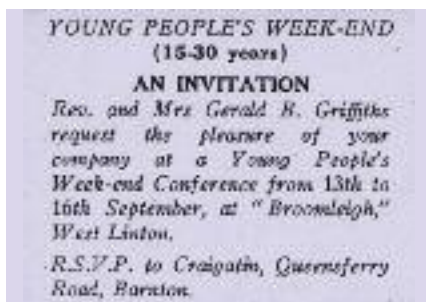 YOUNG PEOPLE'S WEEK-END
(15-30 years)
AN INVITATION
Rev. and Mrs Gerald B. Griffiths
request the pleasure of your
company at a Young People's
Week-end Conference from 13th to
16th September, at "Broomleigh,"
West Linton.
R.S.V.P. to Craigatin, Queensferry
Road, Barnton.